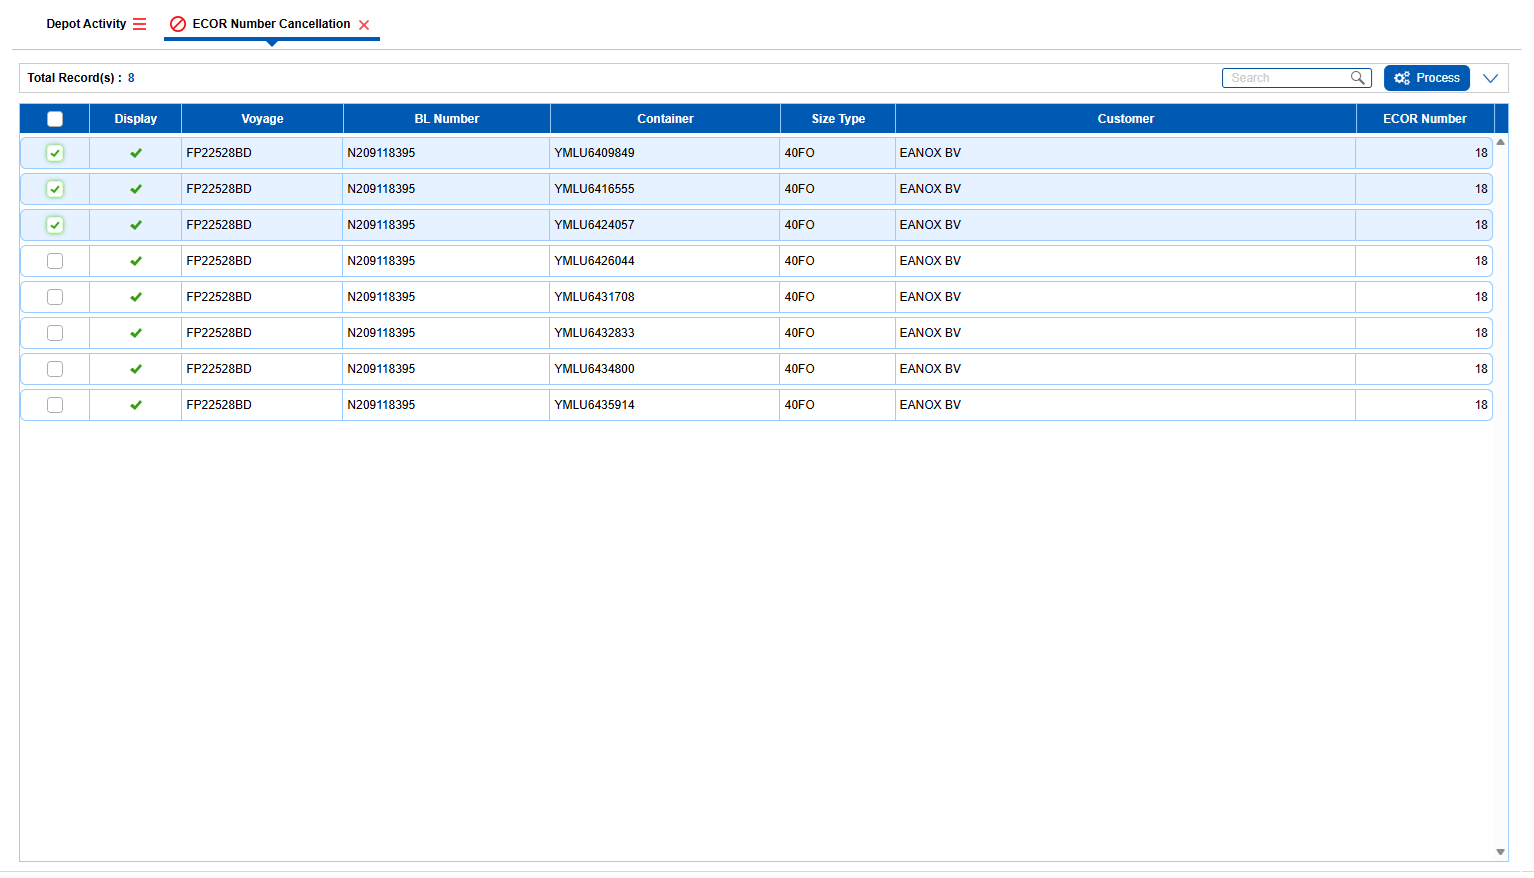 Depot Activity ECOR Number Cancellation
Total Record(s) : 8 Search Process
Display Voyage BL Number Container Size Type Customer ECOR Number
FP22528BD N209118395 YMLU6409849 40FO EANOX BV 18
FP22528BD N209118395 YMLU6416555 40FO EANOX BV 18
FP22528BD N209118395 YMLU6424057 40FO EANOX BV 18
FP22528BD N209118395 YMLU6426044 40FO EANOX BV 18
FP22528BD N209118395 YMLU6431708 40FO EANOX BV 18
FP22528BD N209118395 YMLU6432833 40FO EANOX BV 18
FP22528BD N209118395 YMLU6434800 40FO EANOX BV 18
FP22528BD N209118395 YMLU6435914 40FO EANOX BV 18